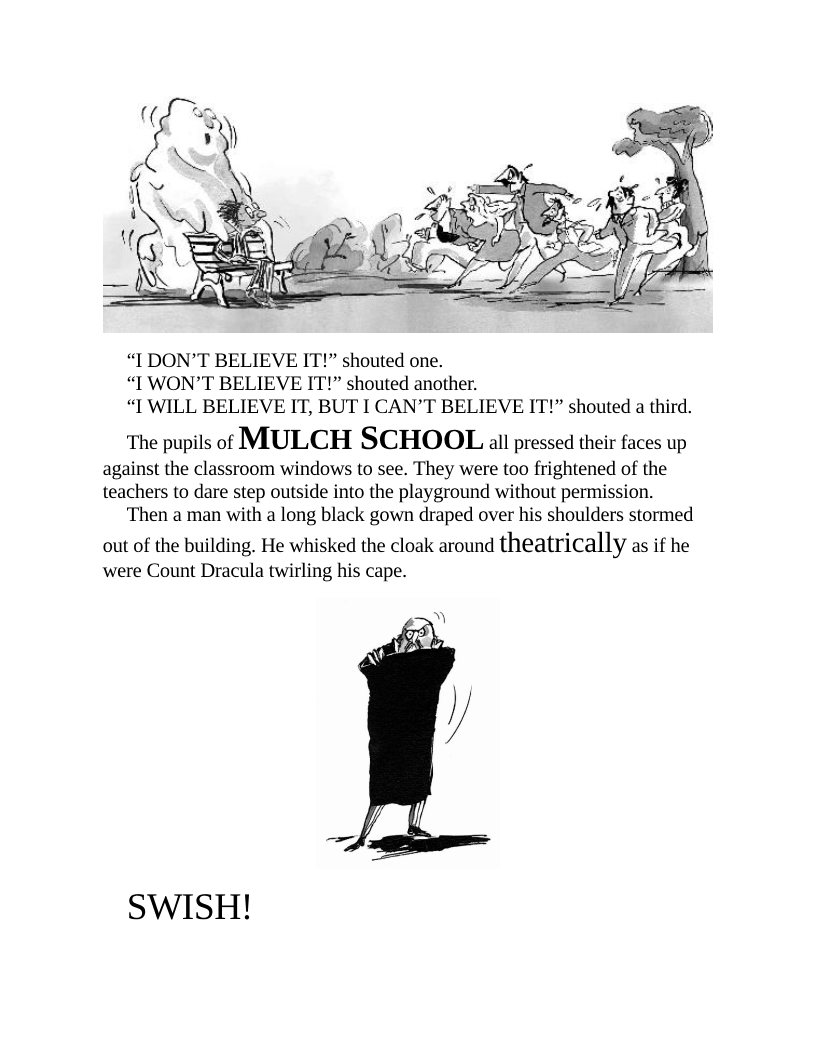 “I DON’T BELIEVE IT!” shouted one.
“I WON’T BELIEVE IT!” shouted another.
“I WILL BELIEVE IT, BUT I CAN’T BELIEVE IT!” shouted a third.
The pupils of MULCH SCHOOL all pressed their faces up
against the classroom windows to see. They were too frightened of the
teachers to dare step outside into the playground without permission.
Then a man with a long black gown draped over his shoulders stormed
out of the building. He whisked the cloak around theatrically as if he
were Count Dracula twirling his cape.
SWISH!